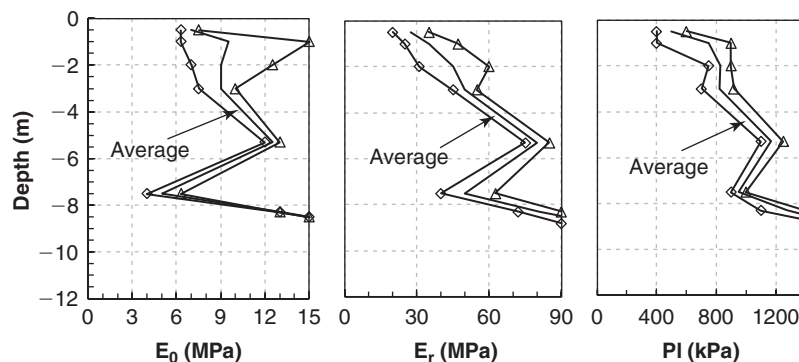 0
−2
−4
−6
−8
−10
−12
Depth (m)
Average
0 3 6 9 12 15
E0 (MPa)
Average
0 30 60 90
Er (MPa)
Average
0 400 800 1200
Pl (kPa)